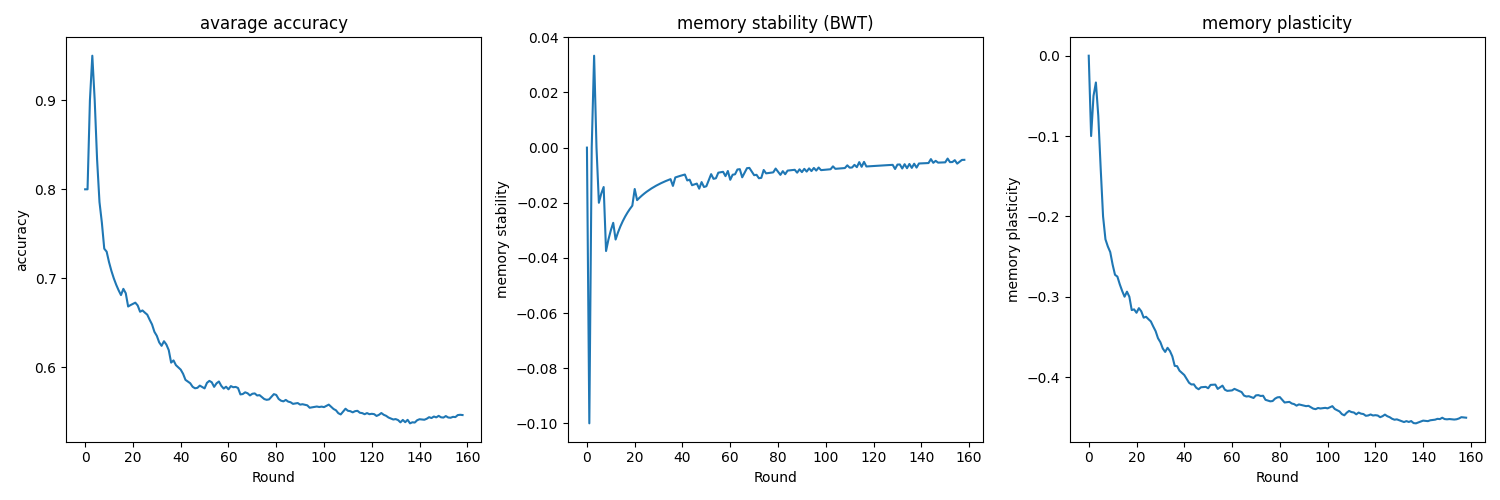 avarage accuracy
accuracy
0.9
0.8
0.7
0.6
0 20 40 60 80 100 120 140 160
Round
memory stability (BWT)
memory stability
0.04
0.02
0.00
−0.02
−0.04
−0.06
−0.08
−0.10
0 20 40 60 80 100 120 140 160
Round
memory plasticity
memory plasticity
0.0
−0.1
−0.2
−0.3
−0.4
0 20 40 60 80 100 120 140 160
Round